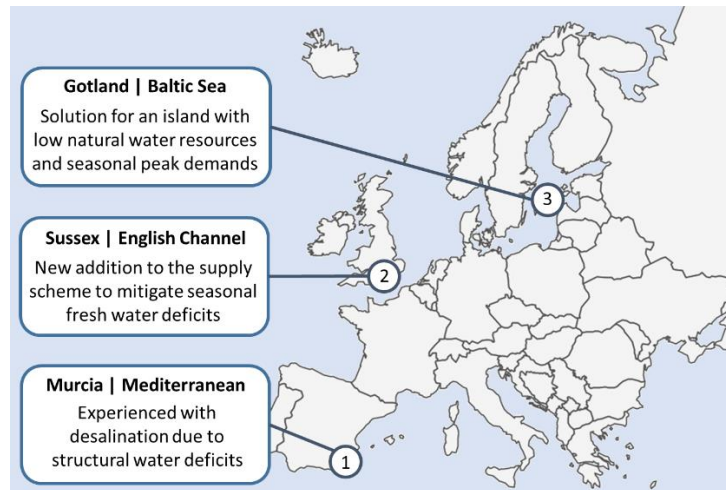 Gotland | Baltic Sea
Solution for an island with
low natural water resources
and seasonal peak demands
3
Sussex | English Channel
New addition to the supply
scheme to mitigate seasonal
fresh water deficits
2
Murcia | Mediterranean
Experienced with
desalination due to
structural water deficits
1